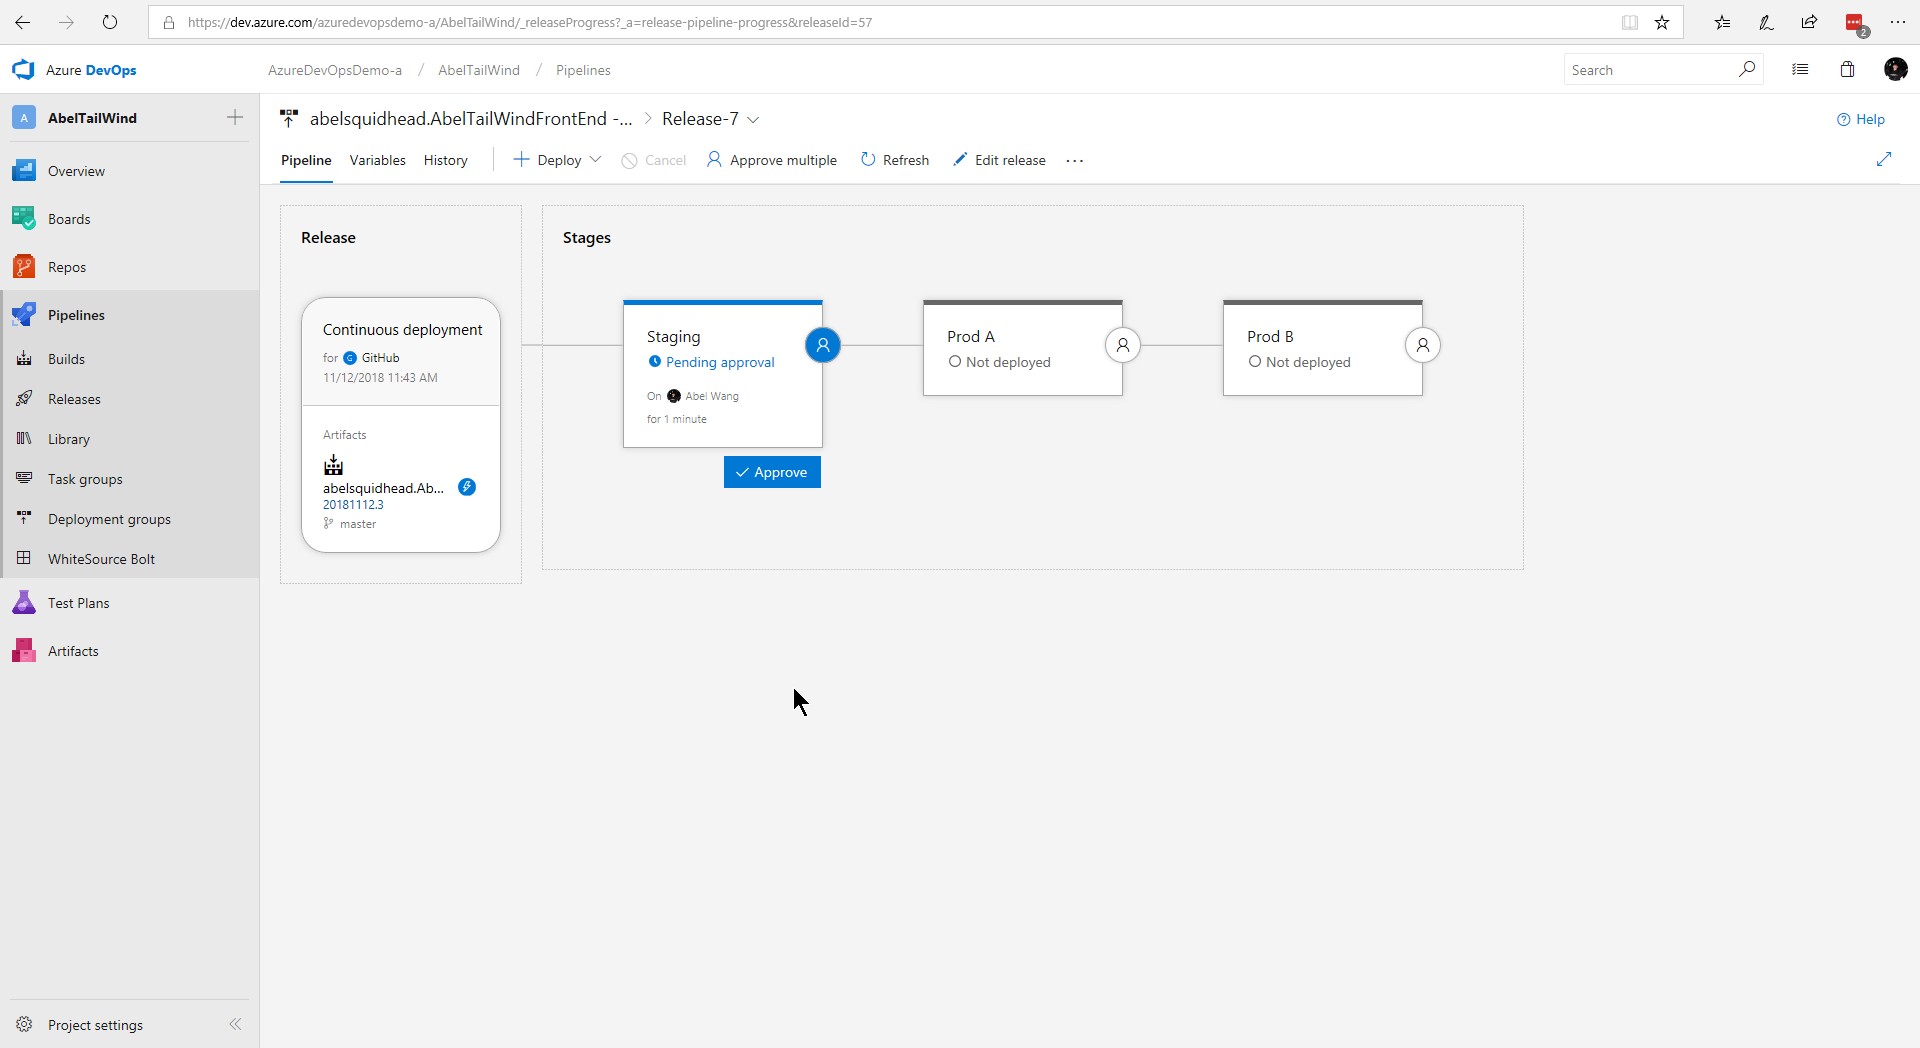 https://dev.azure.com/azuredevopsdemo-a/AbelTailWind/_releaseProgress?_a=release-pipeline-progress&releaseId=57
2
Azure DevOps
AzureDevOpsDemo-a / AbelTailWind / Pipelines
Search
A AbelTailWind
abelsquidhead.AbelTailWindFrontEnd -... > Release-7
Help
Pipeline Variables History Deploy Cancel Approve multiple Refresh Edit release ...
Overview
Boards
Repos
Pipelines
Builds
Releases
Library
Task groups
Deployment groups
WhiteSource Bolt
Test Plans
Artifacts
Project settings
Release
Continuous deployment
for G GitHub
11/12/2018 11:43 AM
Artifacts
abelsquidhead.Ab...
20181112.3
master
Stages
Staging
Pending approval
On Abel Wang
for 1 minute
Approve
Prod A
Not deployed
Prod B
Not deployed